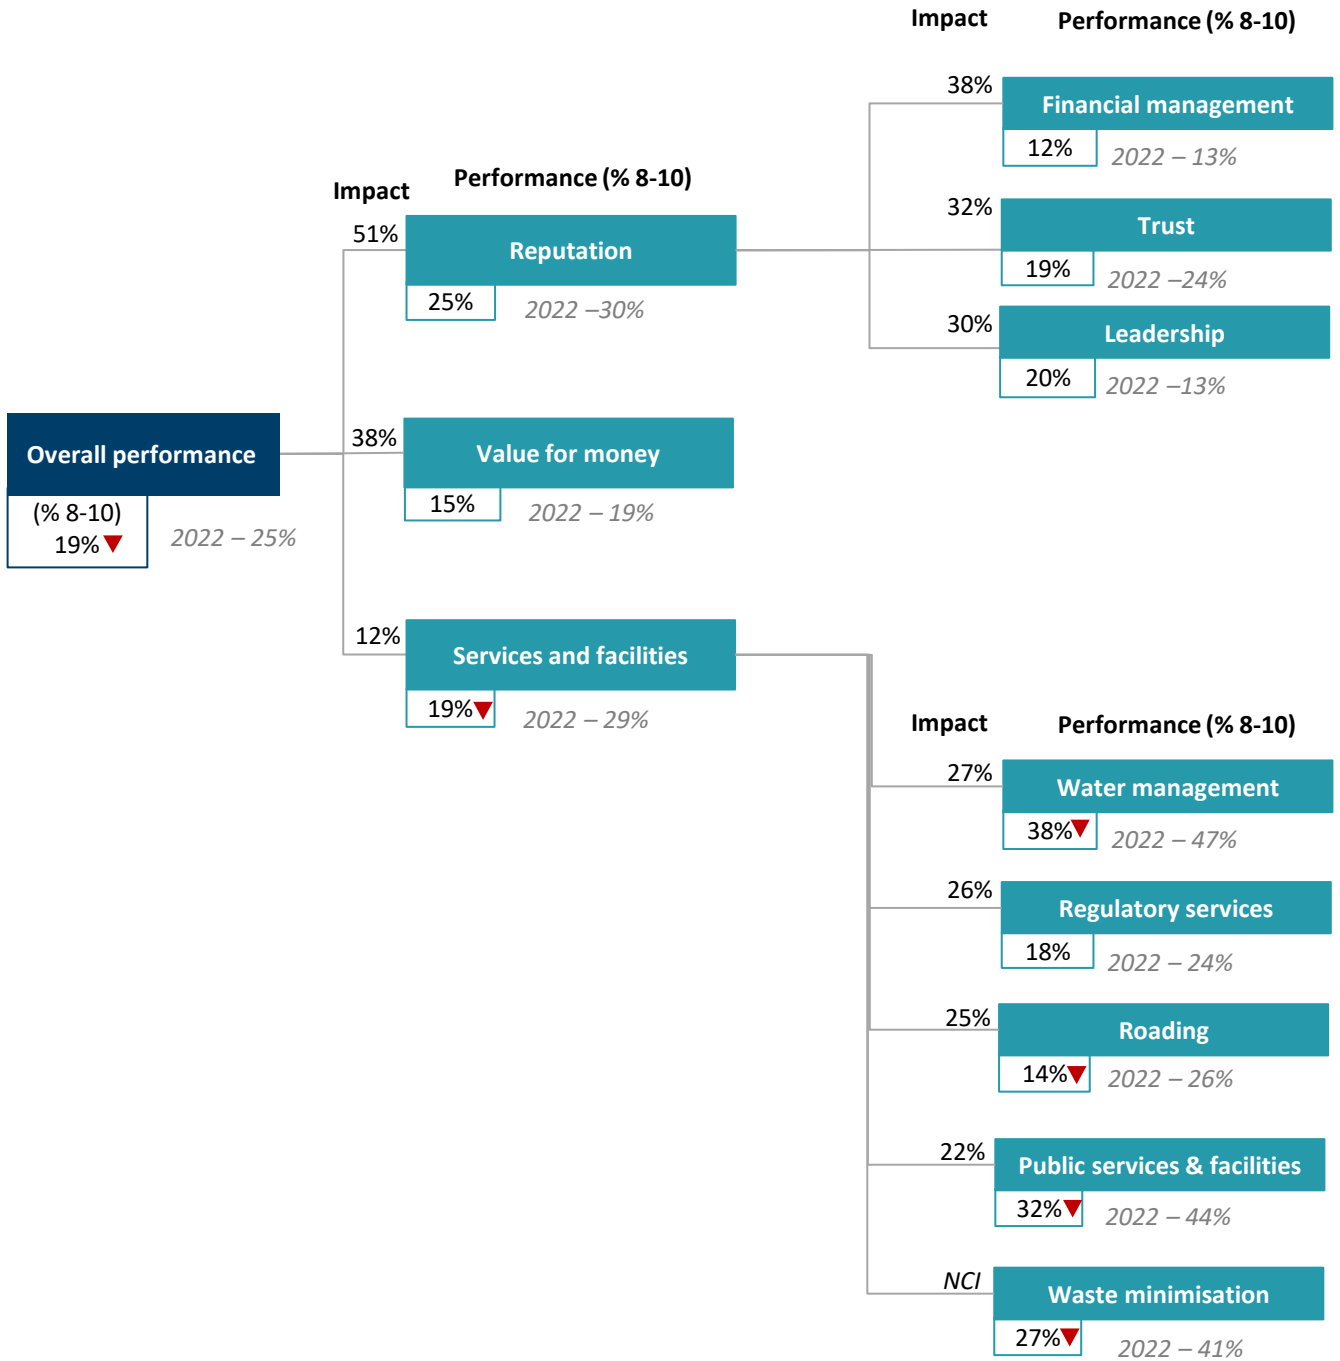 Impact
Performance (% 8-10)
38%
Financial management
12%
2022 – 13%
32%
Trust
19%
2022 –24%
30%
Leadership
20%
2022 –13%
Impact
Performance (% 8-10)
51%
Reputation
25%
2022 –30%
38%
Value for money
15%
2022 – 19%
Overall performance
(% 8-10)
19%
2022 – 25%
12%
Services and facilities
19%
2022 – 29%
Impact
Performance (% 8-10)
27%
Water management
38%
2022 – 47%
26%
Regulatory services
18%
2022 – 24%
25%
Roading
14%
2022 – 26%
22%
Public services & facilities
32%
2022 – 44%
NCI
Waste minimisation
27%
2022 – 41%